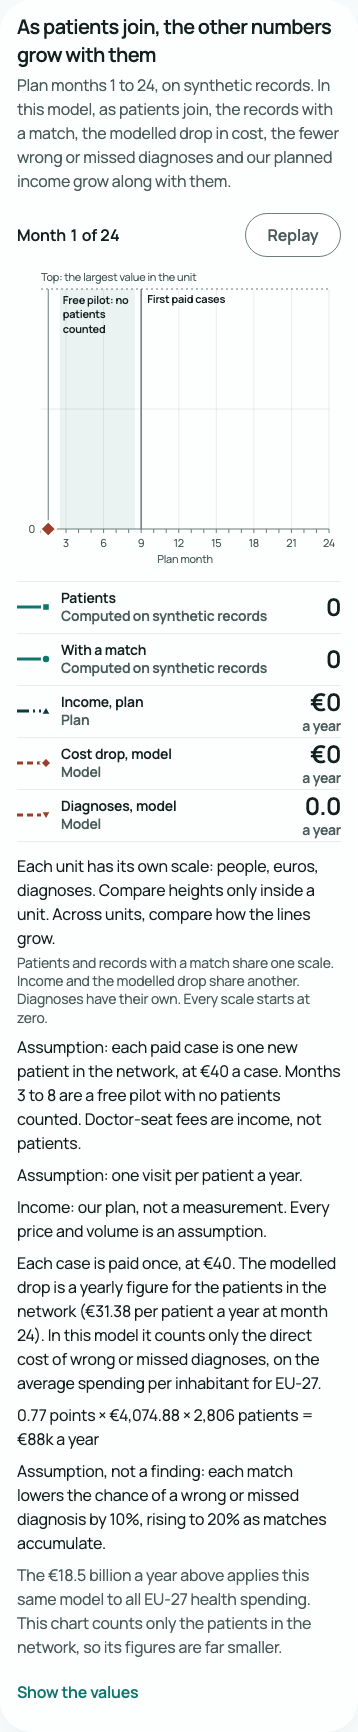 As patients join, the other numbers
grow with them
Plan months 1 to 24, on synthetic records. In
this model, as patients join, the records with
a match, the modelled drop in cost, the fewer
wrong or missed diagnoses and our planned
income grow along with them.
Month 1 of 24
Replay
Top: the largest value in the unit
Free pilot: no
patients
counted
First paid cases
0
3 6 9 12 15 18 21 24
Plan month
Patients
Computed on synthetic records
0
With a match
Computed on synthetic records
0
Income, plan
Plan
€0
a year
Cost drop, model
Model
€0
a year
Diagnoses, model
Model
0.0
a year
Each unit has its own scale: people, euros,
diagnoses. Compare heights only inside a
unit. Across units, compare how the lines
grow.
Patients and records with a match share one scale.
Income and the modelled drop share another.
Diagnoses have their own. Every scale starts at
zero.
Assumption: each paid case is one new
patient in the network, at €40 a case. Months
3 to 8 are a free pilot with no patients
counted. Doctor-seat fees are income, not
patients.
Assumption: one visit per patient a year.
Income: our plan, not a measurement. Every
price and volume is an assumption.
Each case is paid once, at €40. The modelled
drop is a yearly figure for the patients in the
network (€31.38 per patient a year at month
24). In this model it counts only the direct
cost of wrong or missed diagnoses, on the
average spending per inhabitant for EU-27.
0.77 points × €4,074.88 × 2,806 patients =
€88k a year
Assumption, not a finding: each match
lowers the chance of a wrong or missed
diagnosis by 10%, rising to 20% as matches
accumulate.
The €18.5 billion a year above applies this
same model to all EU-27 health spending.
This chart counts only the patients in the
network, so its figures are far smaller.
Show the values